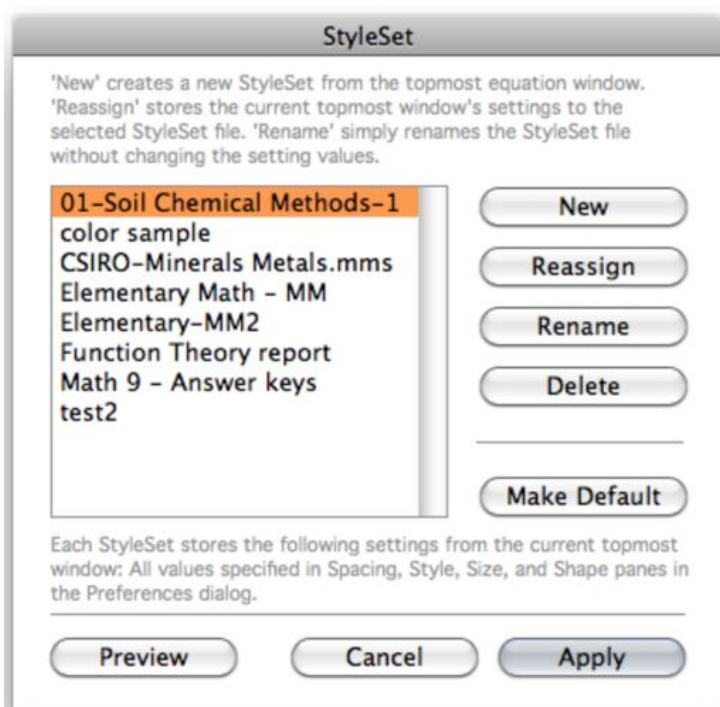 StyleSet
'New' creates a new StyleSet from the topmost equation window.
'Reassign' stores the current topmost window's settings to the
selected StyleSet file. 'Rename' simply renames the StyleSet file
without changing the setting values.
01-Soil Chemical Methods-1
color sample
CSIRO-Minerals Metals.mms
Elementary Math - MM
Elementary-MM2
Function Theory report
Math 9 - Answer keys
test2
New
Reassign
Rename
Delete
Make Default
Each StyleSet stores the following settings from the current topmost
window: All values specified in Spacing, Style, Size, and Shape panes in
the Preferences dialog.
Preview
Cancel
Apply